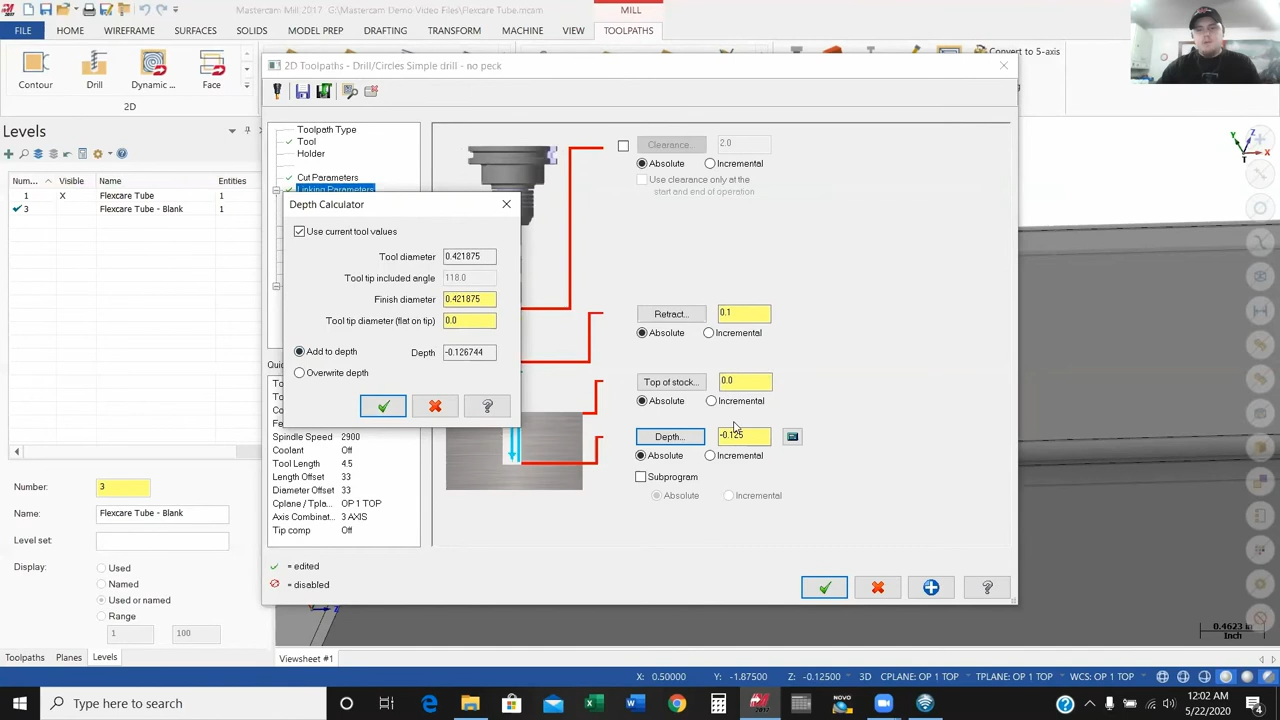 Mastercam Mill 2017 G:\Mastercam Demo Video Files\Flexcare Tube.mcam
MILL
FILE HOME WIREFRAME SURFACES SOLIDS MODEL PREP DRAFTING TRANSFORM MACHINE VIEW TOOLPATHS
Contour Drill Dynamic ... Face
2D
Convert to 5-axis
2D Toolpaths - Drill/Circles Simple drill - no peck
Levels
Num... Visible Name Entities
1 X Flexcare Tube 1
3 Flexcare Tube - Blank 1
Toolpath Type
Tool
Holder
Cut Parameters
Linking Parameters
Depth Calculator
Use current tool values
Tool diameter 0.421875
Tool tip included angle 118.0
Finish diameter 0.421875
Tool tip diameter (flat on tip) 0.0
Add to depth Depth -0.126744
Overwrite depth
Clearance... 2.0
Absolute Incremental
Use clearance only at the
start and end of operation
Retract... 0.1
Absolute Incremental
Top of stock... 0.0
Absolute Incremental
Depth... -0.125
Absolute Incremental
Subprogram
Absolute Incremental
Spindle Speed 2900
Coolant Off
Tool Length 4.5
Length Offset 33
Diameter Offset 33
Cplane / Tpla... OP 1 TOP
Axis Combinat... 3 AXIS
Tip comp Off
= edited
= disabled
Number: 3
Name: Flexcare Tube - Blank
Level set:
Display: Used
Named
Used or named
Range
1 100
Toolpaths Planes Levels
Viewsheet #1
0.4623 in
Inch
X: 0.50000 Y: -1.87500 Z: -0.12500 3D CPLANE: OP 1 TOP TPLANE: OP 1 TOP WCS: OP 1 TOP
Type here to search
12:02 AM
5/22/2020